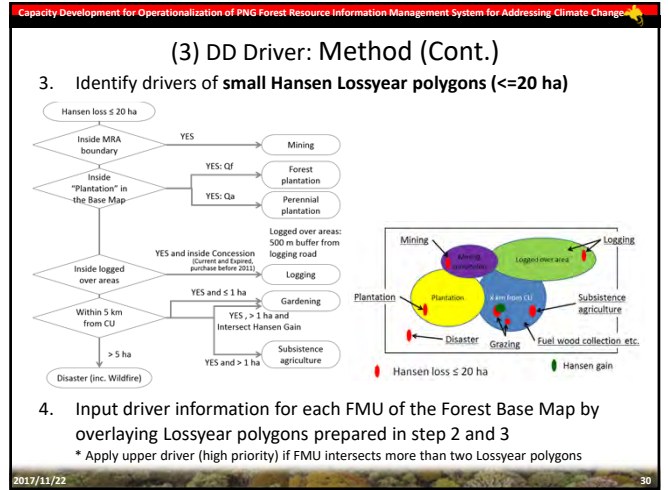 Capacity Development for Operationalization of PNG Forest Resource Information Management System for Addressing Climate Change
(3) DD Driver: Method (Cont.)
3. Identify drivers of small Hansen Lossyear polygons (<=20 ha)
Hansen loss ≤ 20 ha
Inside MRA
boundary
YES
Mining
Inside
"Plantation" in
the Base Map
YES: Qf
Forest
plantation
YES: Qa
Perennial
plantation
Logged over areas:
500 m buffer from
logging road
Inside logged
over areas
YES and inside Concession
(Current and Expired,
purchase before 2011)
Logging
Within 5 km
from CU
YES and ≤ 1 ha
Gardening
YES , > 1 ha and
Intersect Hansen Gain
YES and > 1 ha
Subsistence
agriculture
> 5 ha
Disaster (inc. Wildfire)
Mining
Logging
Logged over area
Plantation
Plantation
km from CU
Subsistence
agriculture
Disaster
Grazing
Fuel wood collection etc.
Hansen loss ≤ 20 ha
Hansen gain
4. Input driver information for each FMU of the Forest Base Map by
overlaying Lossyear polygons prepared in step 2 and 3
* Apply upper driver (high priority) if FMU intersects more than two Lossyear polygons
2017/11/22
30